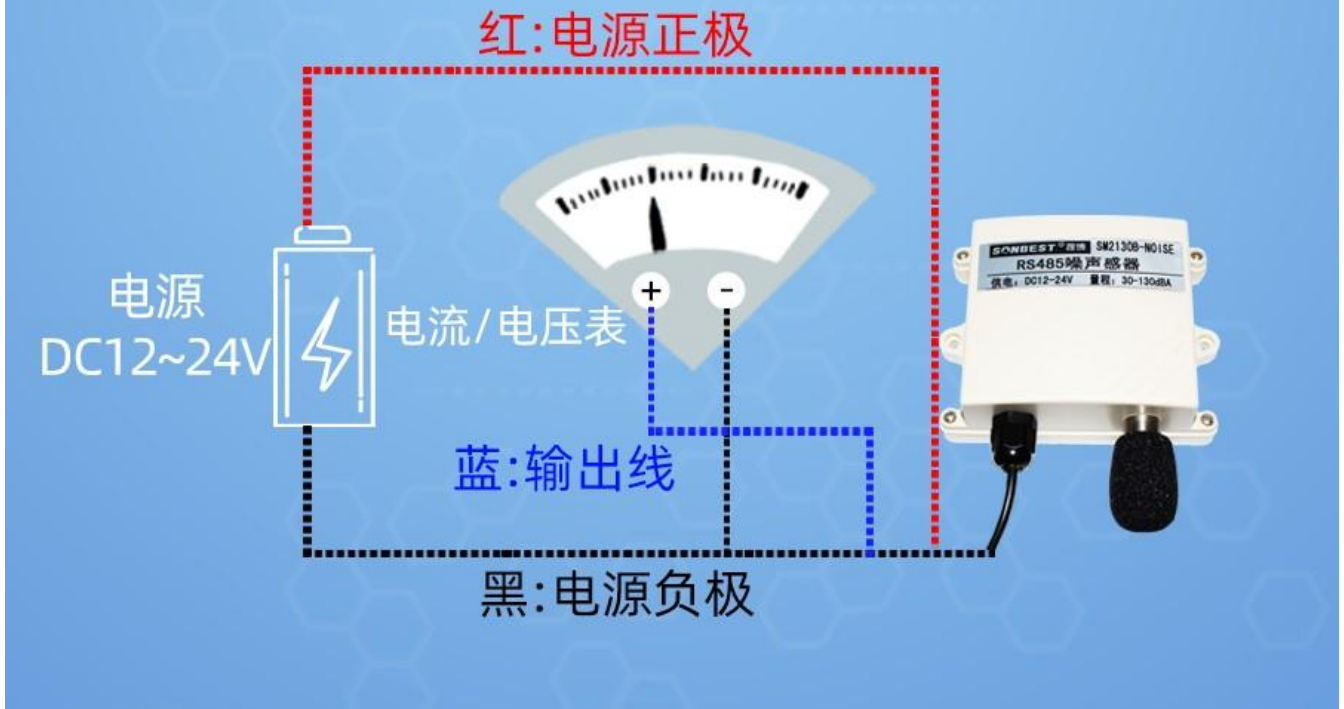 红:电源正极
SONBEST®搜博 SM2130B-NOISE
RS485噪声感器
供电: DC12-24V 量程: 30-130dBA
电源
DC12~24V
电流/电压表
+ -
蓝:输出线
黑:电源负极